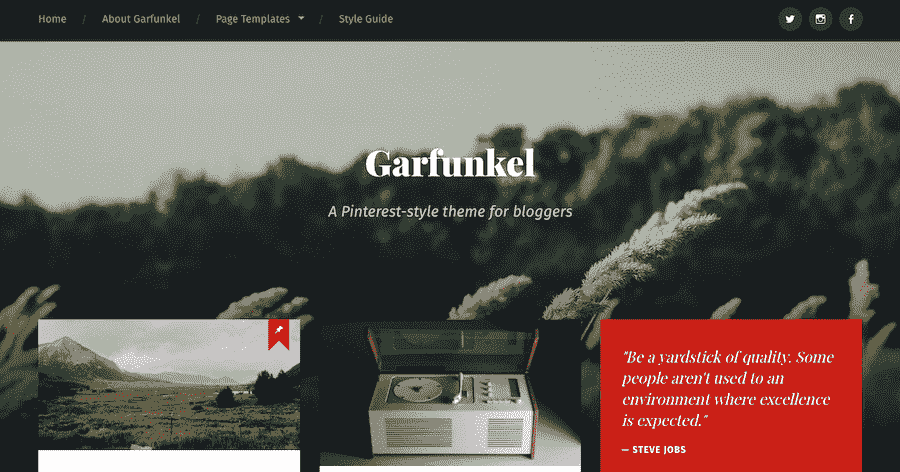 Home / About Garfunkel / Page Templates / Style Guide
Garfunkel
A Pinterest-style theme for bloggers
"Be a yardstick of quality. Some
people aren't used to an
environment where excellence
is expected."
— STEVE JOBS